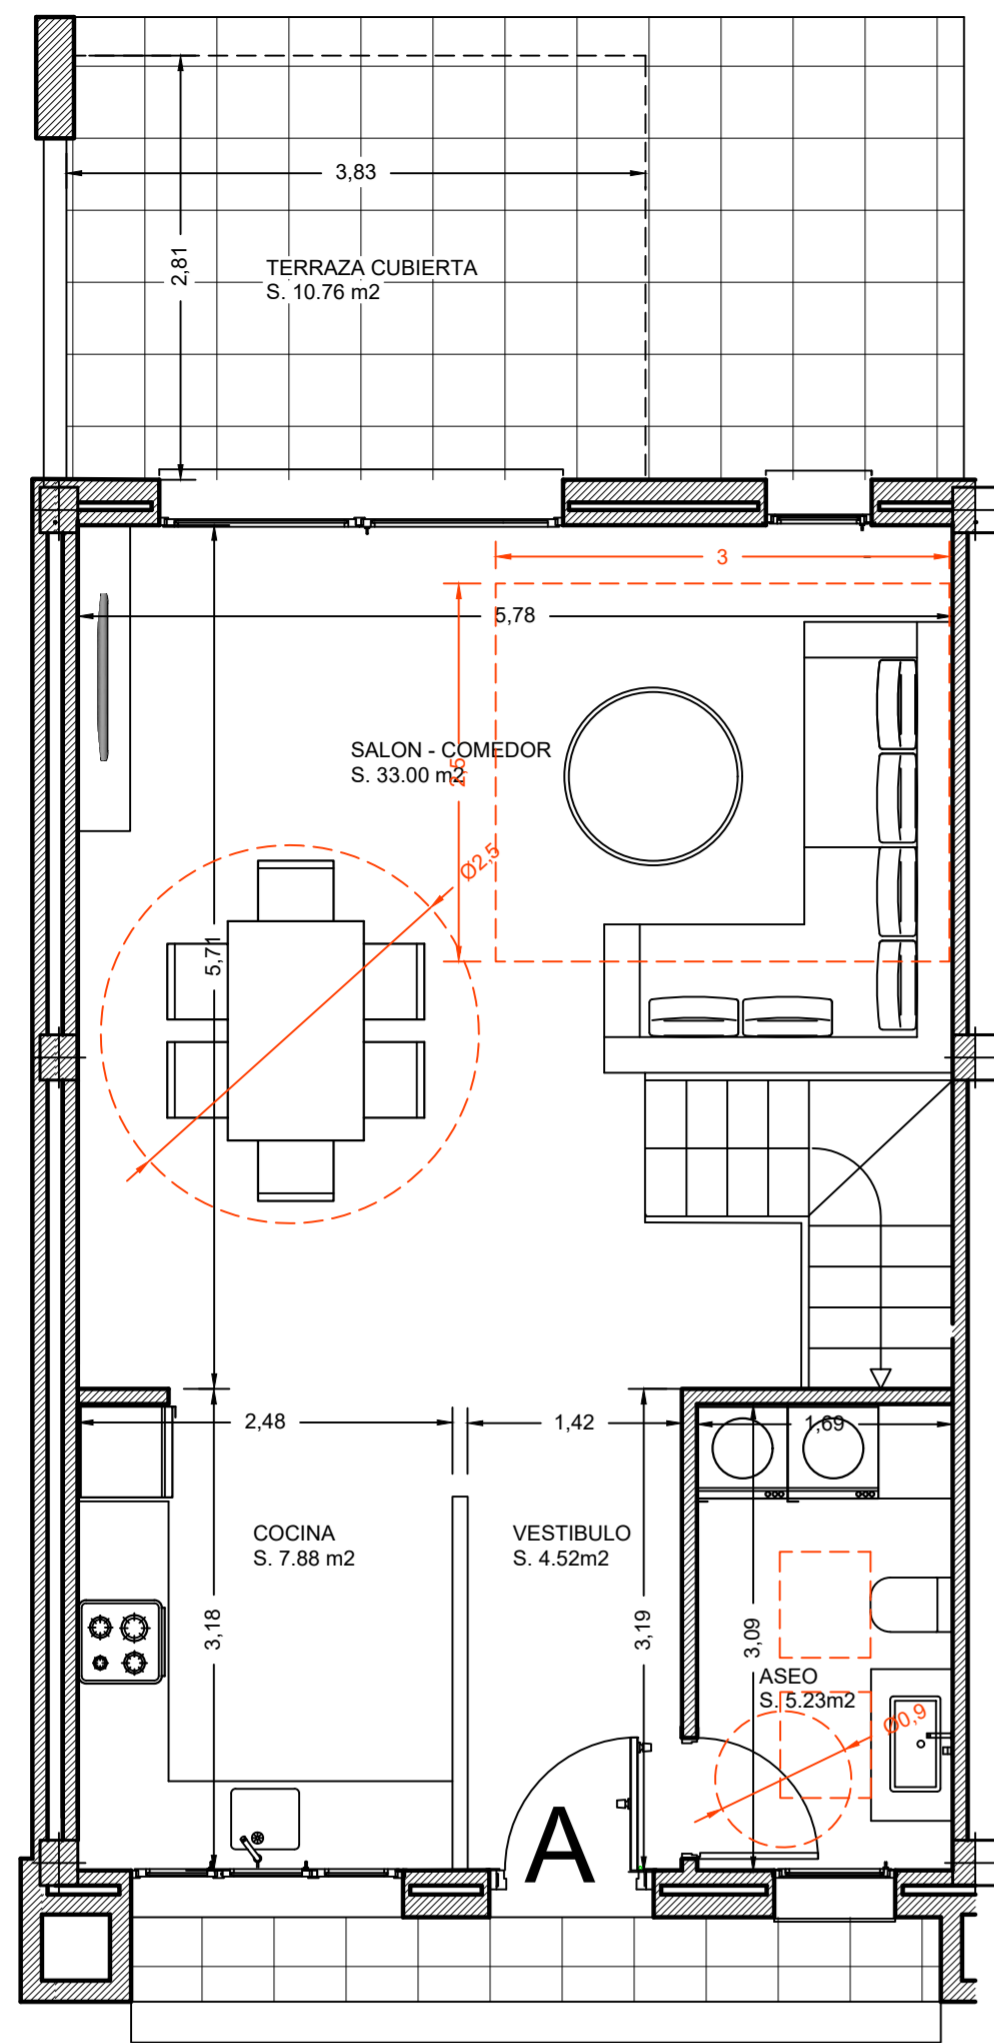 3,83
2,81
TERRAZA CUBIERTA
S. 10.76 m2
3
5,78
SALON - COMEDOR
S. 33.00 m2
2,5
Ø2,5
5,71
2,48
1,42
1,69
COCINA
S. 7.88 m2
VESTIBULO
S. 4.52m2
3,18
3,19
3,09
ASEO
S. 5.23m2
Ø0,9
A